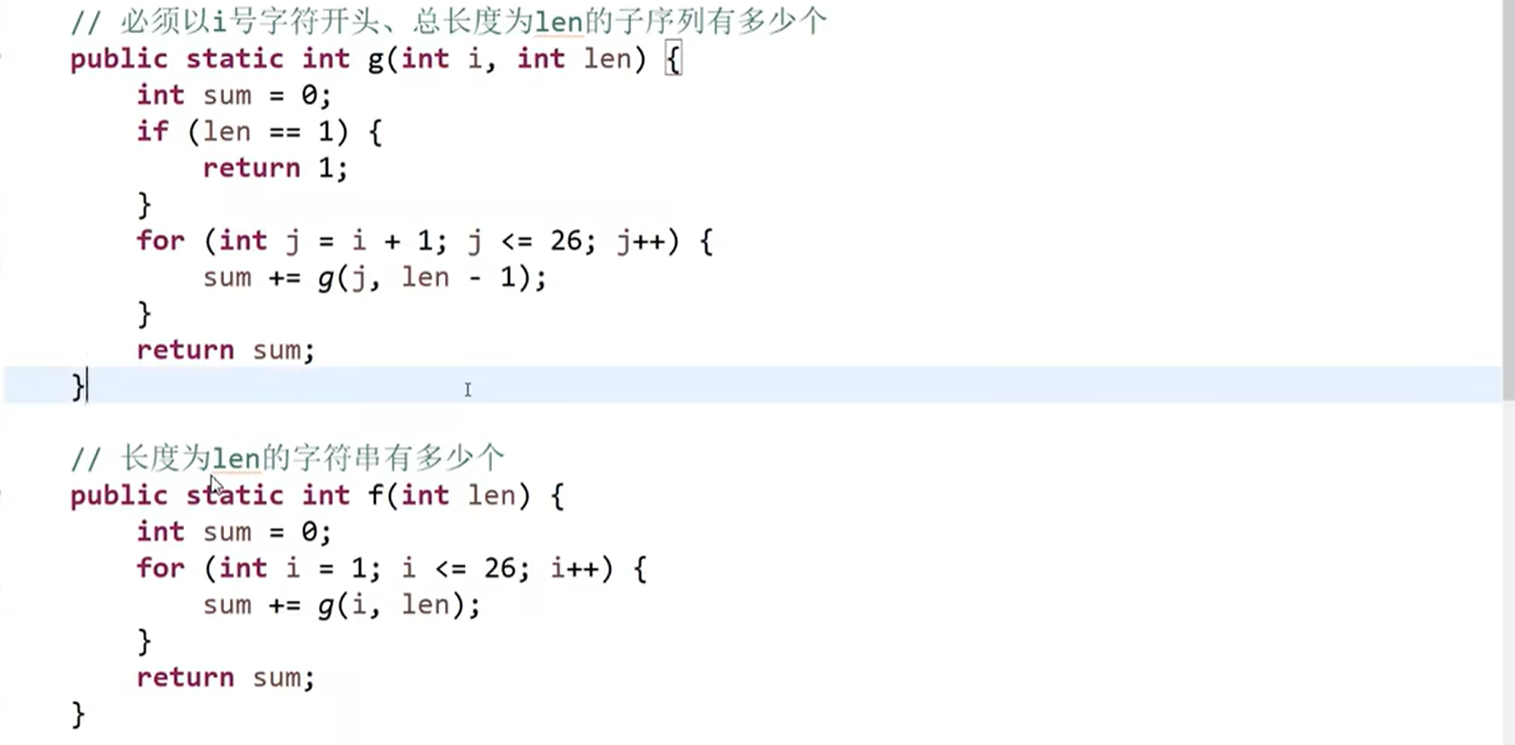 // 必须以i号字符开头、总长度为len的子序列有多少个
public static int g(int i, int len) {
    int sum = 0;
    if (len == 1) {
        return 1;
    }
    for (int j = i + 1; j <= 26; j++) {
        sum += g(j, len - 1);
    }
    return sum;
}
// 长度为len的字符串有多少个
public static int f(int len) {
    int sum = 0;
    for (int i = 1; i <= 26; i++) {
        sum += g(i, len);
    }
    return sum;
}